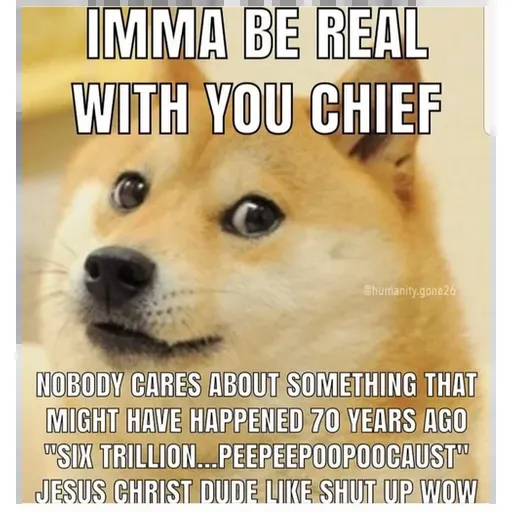 IMMA BE REAL
WITH YOU CHIEF
@humanity.gone26
NOBODY CARES ABOUT SOMETHING THAT
MIGHT HAVE HAPPENED 70 YEARS AGO
"SIX TRILLION...PEEPEEPOOPOOCAUST"
JESUS CHRIST DUDE LIKE SHUT UP WOW